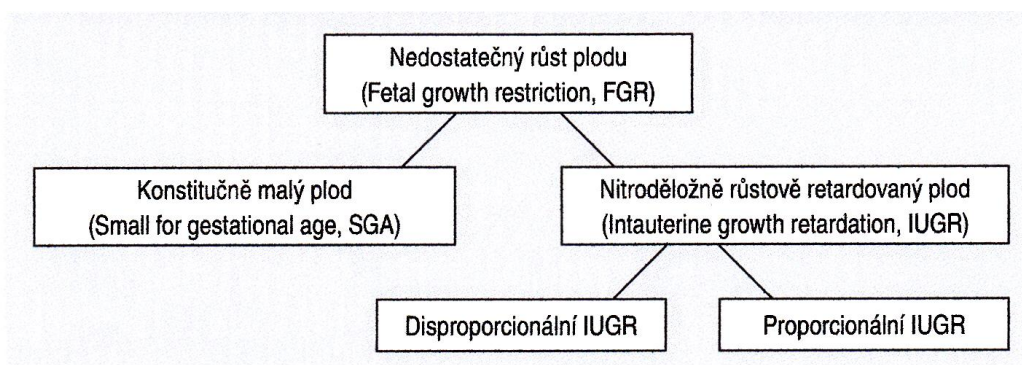 Nedostatečný růst plodu
(Fetal growth restriction, FGR)
Konstitučně malý plod
(Small for gestational age, SGA)
Nitroděložně růstově retardovaný plod
(Intauterine growth retardation, IUGR)
Disproporcionální IUGR
Proporcionální IUGR